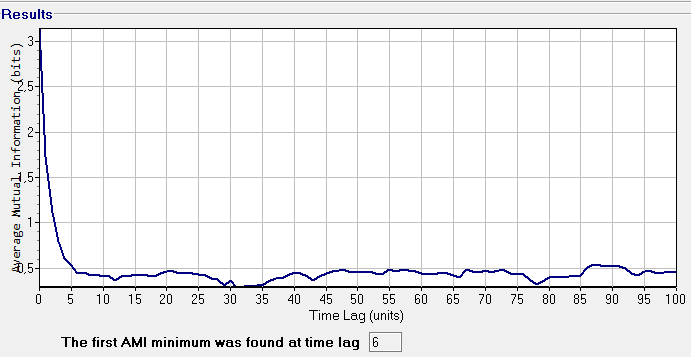 Results
Average Mutual Information (bits)
3
2,5
2
1,5
1
0,5
0 5 10 15 20 25 30 35 40 45 50 55 60 65 70 75 80 85 90 95 100
Time Lag (units)
The first AMI minimum was found at time lag 6